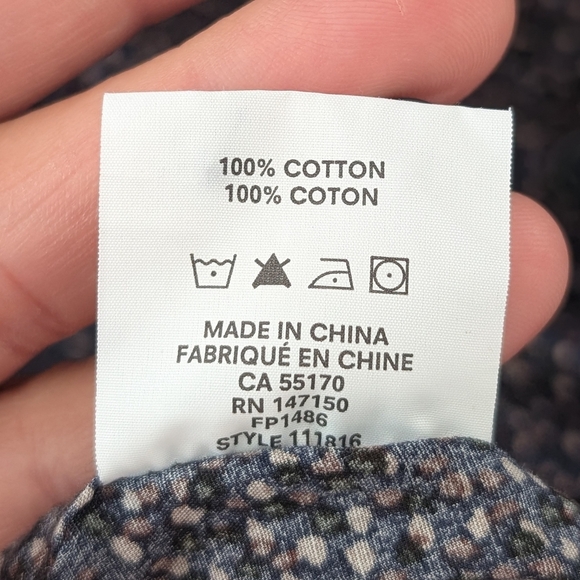 100% COTTON
100% COTON
MADE IN CHINA
FABRIQUÉ EN CHINE
CA 55170
RN 147150
FP1486
STYLE 111816